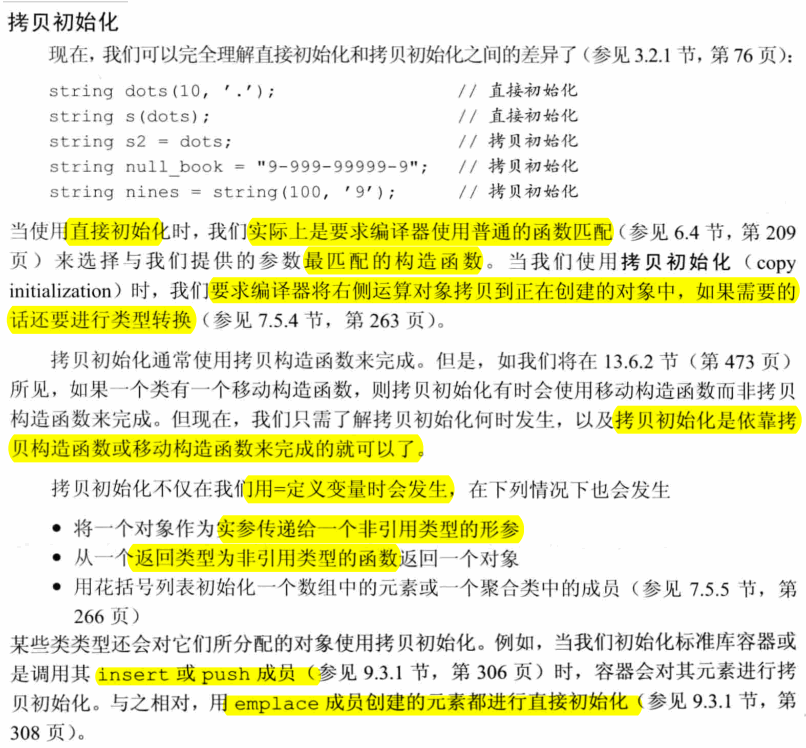 拷贝初始化
现在，我们可以完全理解直接初始化和拷贝初始化之间的差异了（参见 3.2.1 节，第 76 页）：
string dots(10, '.'); // 直接初始化
string s(dots); // 直接初始化
string s2 = dots; // 拷贝初始化
string null_book = "9-999-99999-9"; // 拷贝初始化
string nines = string(100, '9'); // 拷贝初始化
当使用直接初始化时，我们实际上是要求编译器使用普通的函数匹配（参见 6.4 节，第 209
页）来选择与我们提供的参数最匹配的构造函数。当我们使用拷贝初始化（copy
initialization）时，我们要求编译器将右侧运算对象拷贝到正在创建的对象中，如果需要的
话还要进行类型转换（参见 7.5.4 节，第 263 页）。
拷贝初始化通常使用拷贝构造函数来完成。但是，如我们将在 13.6.2 节（第 473 页）
所见，如果一个类有一个移动构造函数，则拷贝初始化有时会使用移动构造函数而非拷贝
构造函数来完成。但现在，我们只需了解拷贝初始化何时发生，以及拷贝初始化是依靠拷
贝构造函数或移动构造函数来完成的就可以了。
拷贝初始化不仅在我们用=定义变量时会发生，在下列情况下也会发生
• 将一个对象作为实参传递给一个非引用类型的形参
• 从一个返回类型为非引用类型的函数返回一个对象
• 用花括号列表初始化一个数组中的元素或一个聚合类中的成员（参见 7.5.5 节，第
266 页）
某些类类型还会对它们所分配的对象使用拷贝初始化。例如，当我们初始化标准库容器或
是调用其 insert 或 push 成员（参见 9.3.1 节，第 306 页）时，容器会对其元素进行拷
贝初始化。与之相对，用 emplace 成员创建的元素都进行直接初始化（参见 9.3.1 节，第
308 页）。